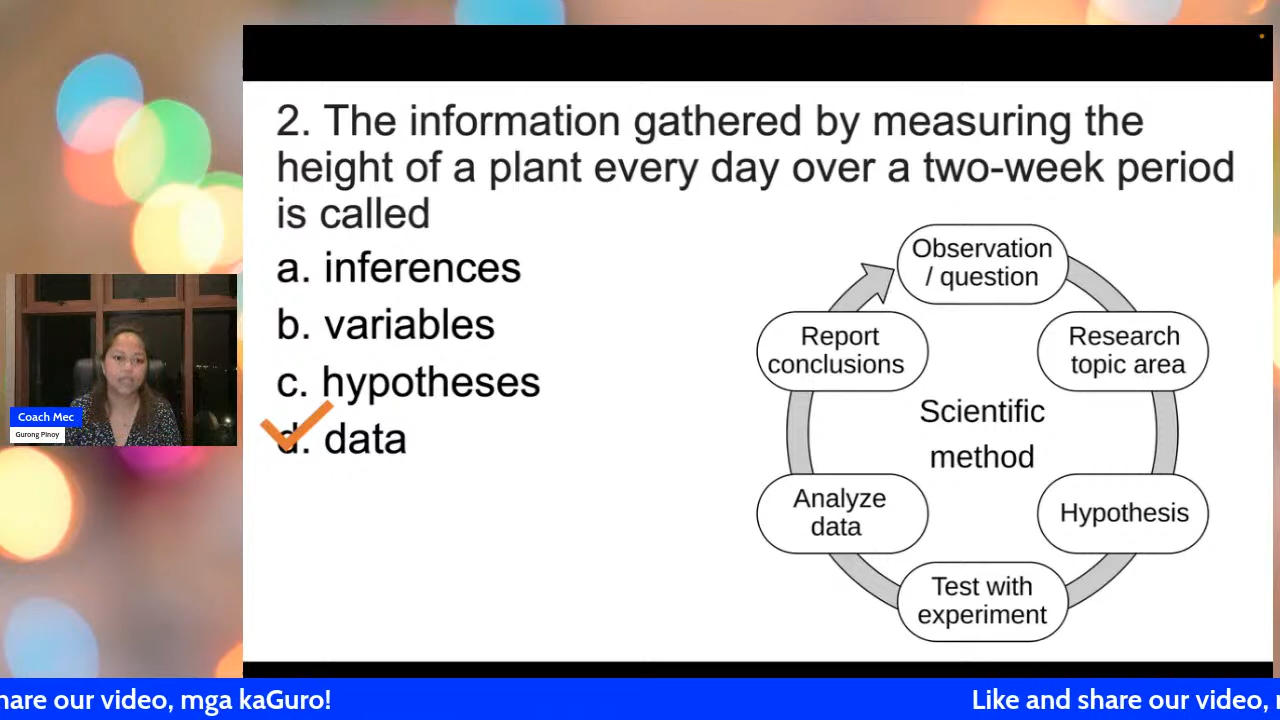 2. The information gathered by measuring the
height of a plant every day over a two-week period
is called
a. inferences
b. variables
c. hypotheses
d. data
Observation
/ question
Research
topic area
Hypothesis
Test with
experiment
Analyze
data
Report
conclusions
Scientific
method
Coach Mec
Gurong Pinoy
hare our video, mga kaGuro!
Like and share our video,